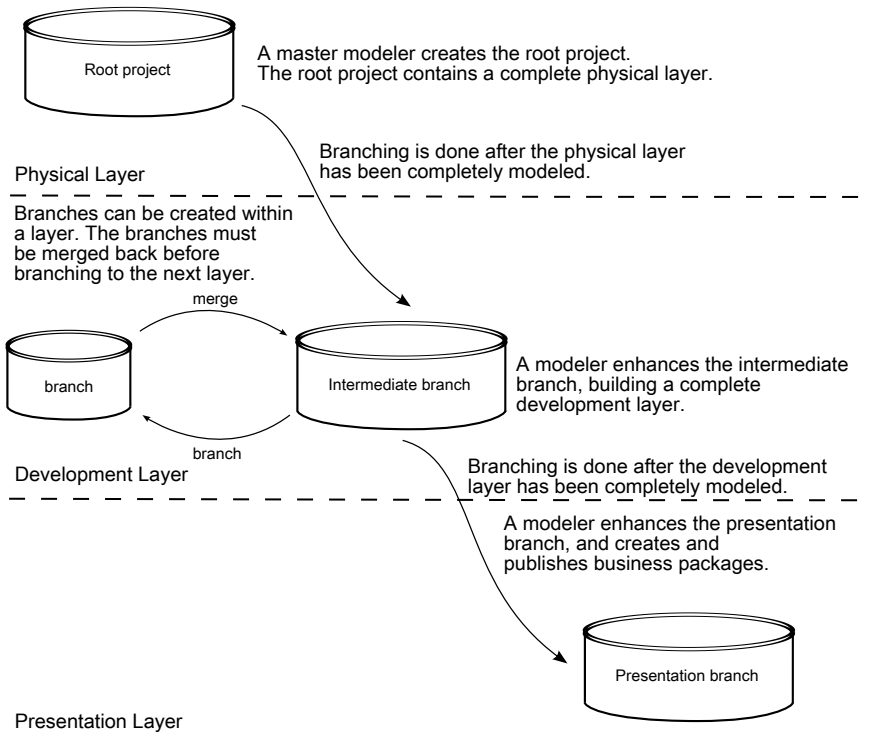 Root project
A master modeler creates the root project.
The root project contains a complete physical layer.
Branching is done after the physical layer
has been completely modeled.
Physical Layer
Branches can be created within
a layer. The branches must
be merged back before
branching to the next layer.
merge
branch
Intermediate branch
A modeler enhances the intermediate
branch, building a complete
development layer.
branch
Development Layer
Branching is done after the development
layer has been completely modeled.
A modeler enhances the presentation
branch, and creates and
publishes business packages.
Presentation branch
Presentation Layer